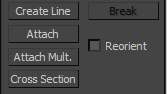 Create Line
Break
Attach
Reorient
Attach Mult.
Cross Section